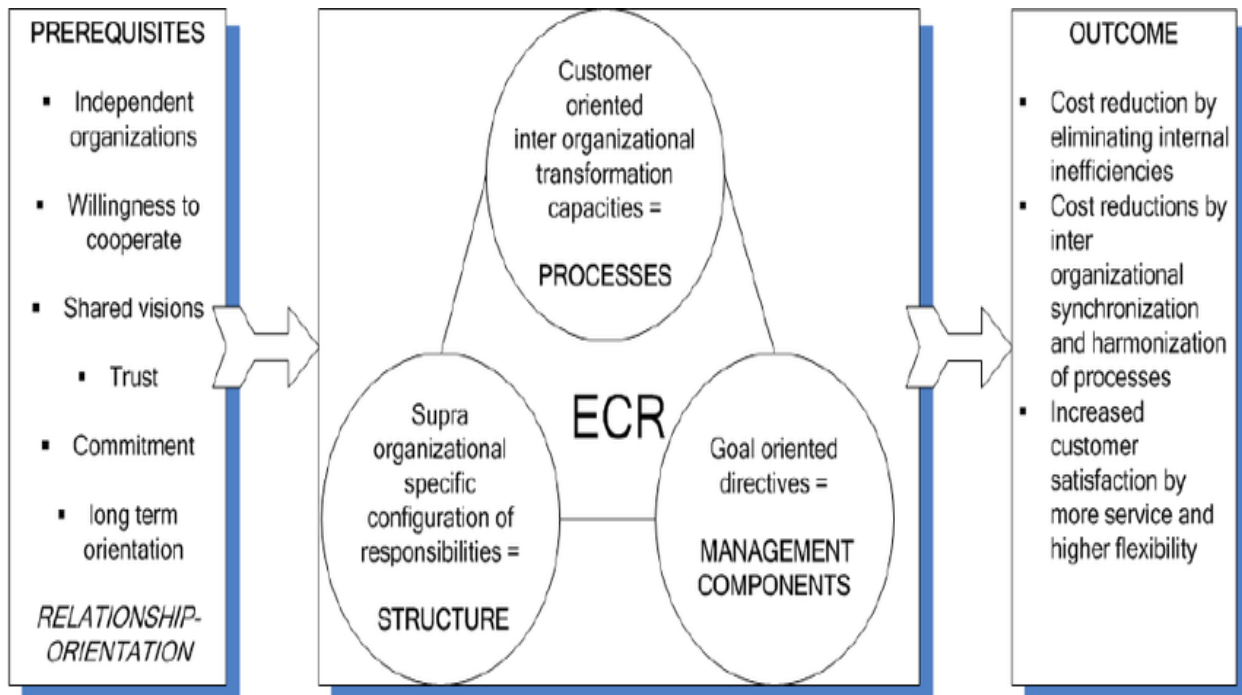 PREREQUISITES
▪ Independent
organizations
▪ Willingness to
cooperate
▪ Shared visions
▪ Trust
▪ Commitment
▪ long term
orientation
RELATIONSHIP-
ORIENTATION
Customer
oriented
inter organizational
transformation
capacities =
PROCESSES
ECR
Supra
organizational
specific
configuration of
responsibilities =
STRUCTURE
Goal oriented
directives =
MANAGEMENT
COMPONENTS
OUTCOME
▪ Cost reduction by
eliminating internal
inefficiencies
▪ Cost reductions by
inter
organizational
synchronization
and harmonization
of processes
▪ Increased
customer
satisfaction by
more service and
higher flexibility